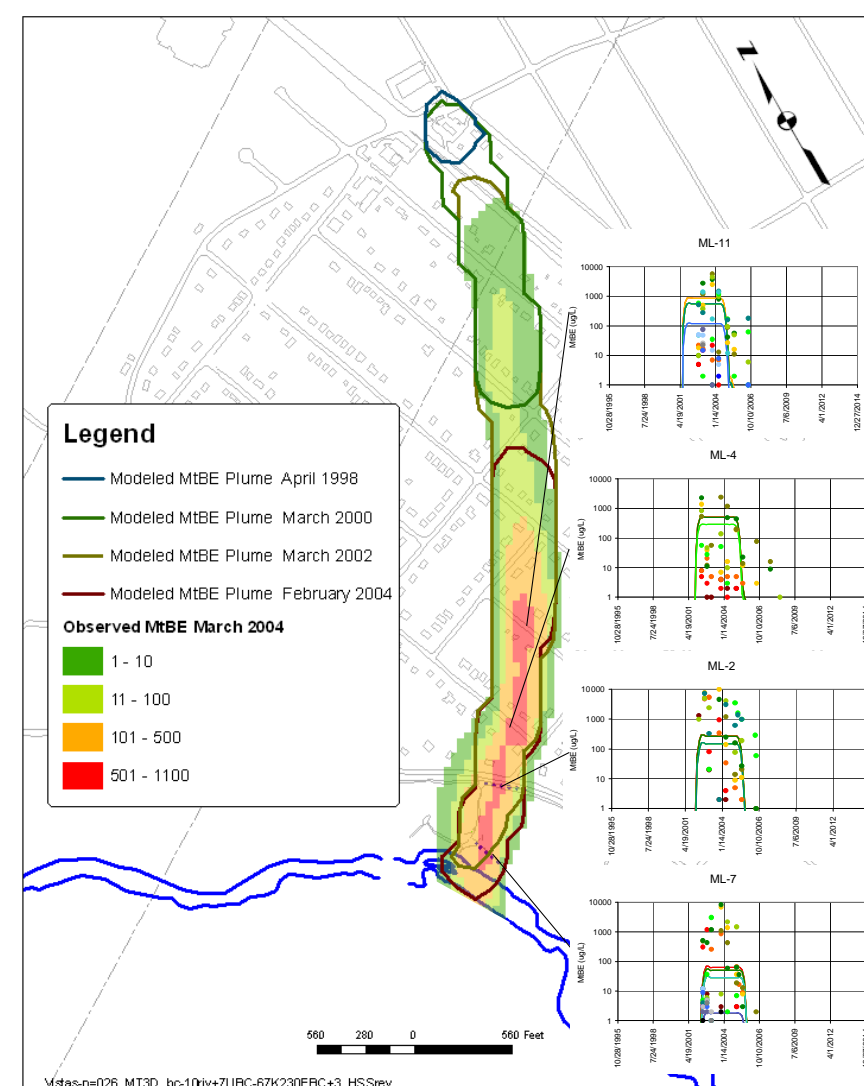 Z
ML-11
10000
1000
100
10
1
MtBE (ug/L)
10/28/1995
7/24/1998
4/19/2001
1/14/2004
10/10/2006
7/6/2009
4/1/2012
12/27/2014
ML-4
10000
1000
100
10
1
MtBE (ug/L)
10/28/1995
7/24/1998
4/19/2001
1/14/2004
10/10/2006
7/6/2009
4/1/2012
Legend
Modeled MtBE Plume April 1998
Modeled MtBE Plume March 2000
Modeled MtBE Plume March 2002
Modeled MtBE Plume February 2004
Observed MtBE March 2004
1 - 10
11 - 100
101 - 500
501 - 1100
ML-2
10000
1000
100
10
1
MtBE (ug/L)
10/28/1995
7/24/1998
4/19/2001
1/14/2004
10/10/2006
7/6/2009
4/1/2012
ML-7
10000
1000
100
10
1
MtBE (ug/L)
10/28/1995
7/24/1998
4/19/2001
1/14/2004
10/10/2006
7/6/2009
4/1/2012
560 280 0 560 Feet